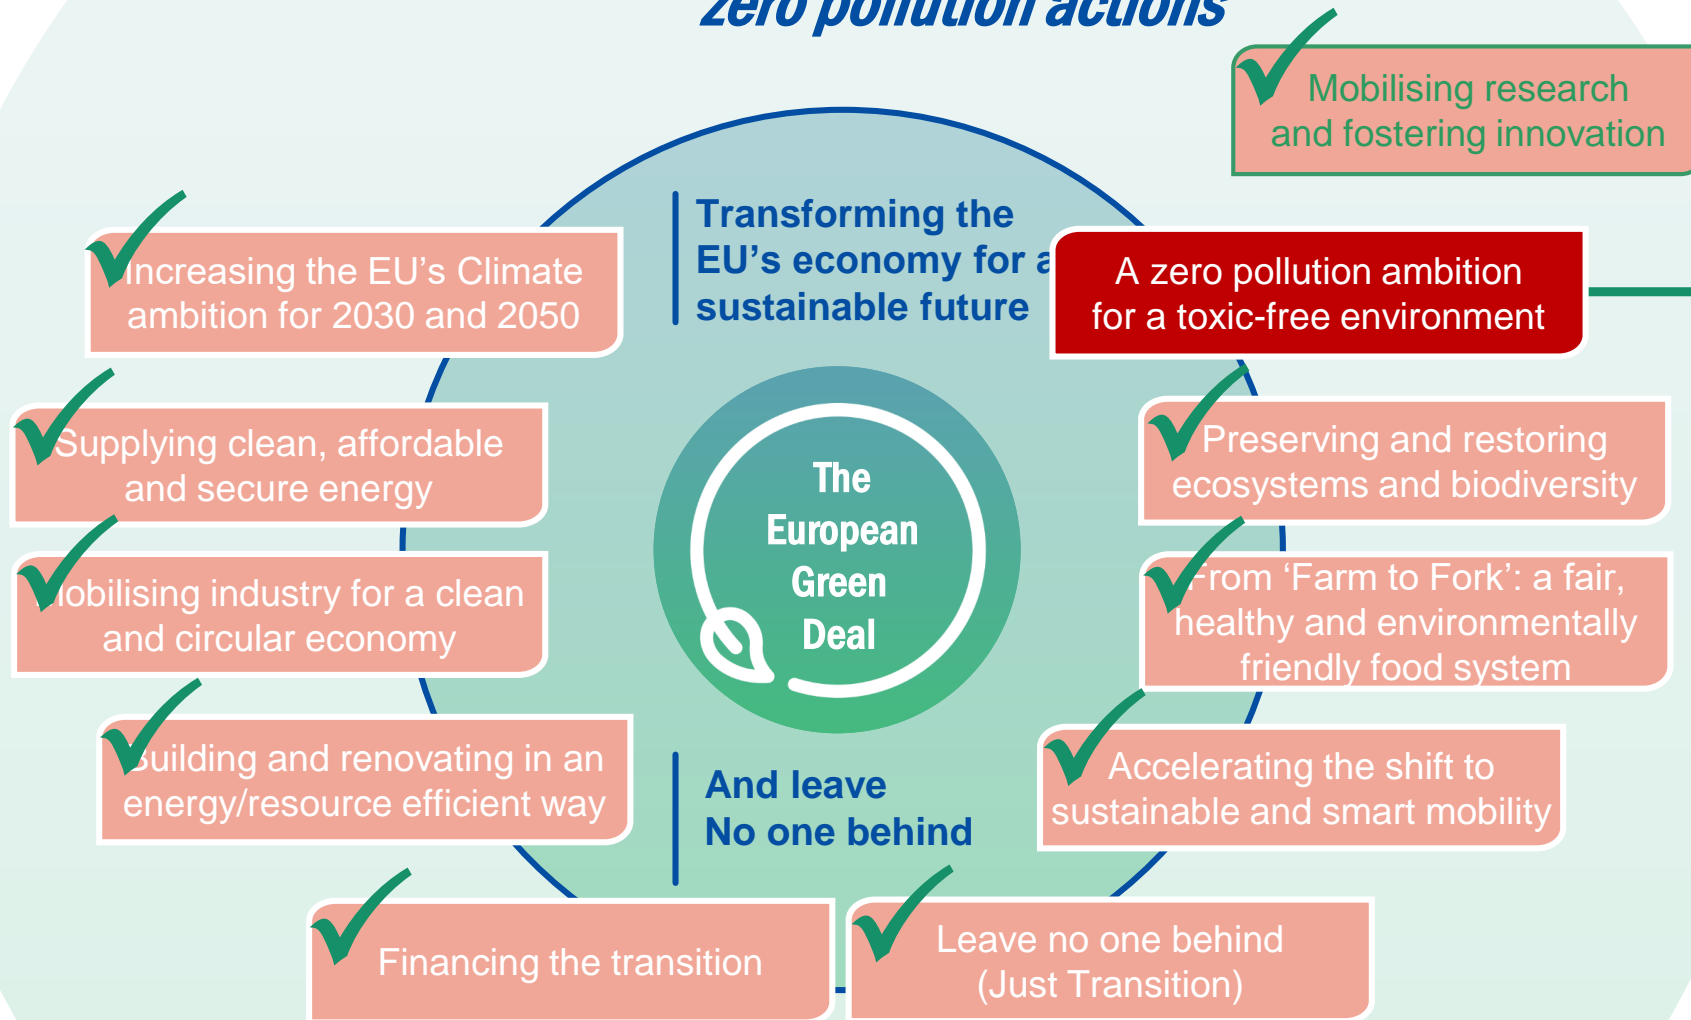 zero pollution actions
Mobilising research
and fostering innovation
Transforming the
EU's economy for a
sustainable future
Increasing the EU's Climate
ambition for 2030 and 2050
A zero pollution ambition
for a toxic-free environment
Supplying clean, affordable
and secure energy
Preserving and restoring
ecosystems and biodiversity
The
European
Green
Deal
Mobilising industry for a clean
and circular economy
From ‘Farm to Fork’: a fair,
healthy and environmentally
friendly food system
Building and renovating in an
energy/resource efficient way
And leave
No one behind
Accelerating the shift to
sustainable and smart mobility
Financing the transition
Leave no one behind
(Just Transition)